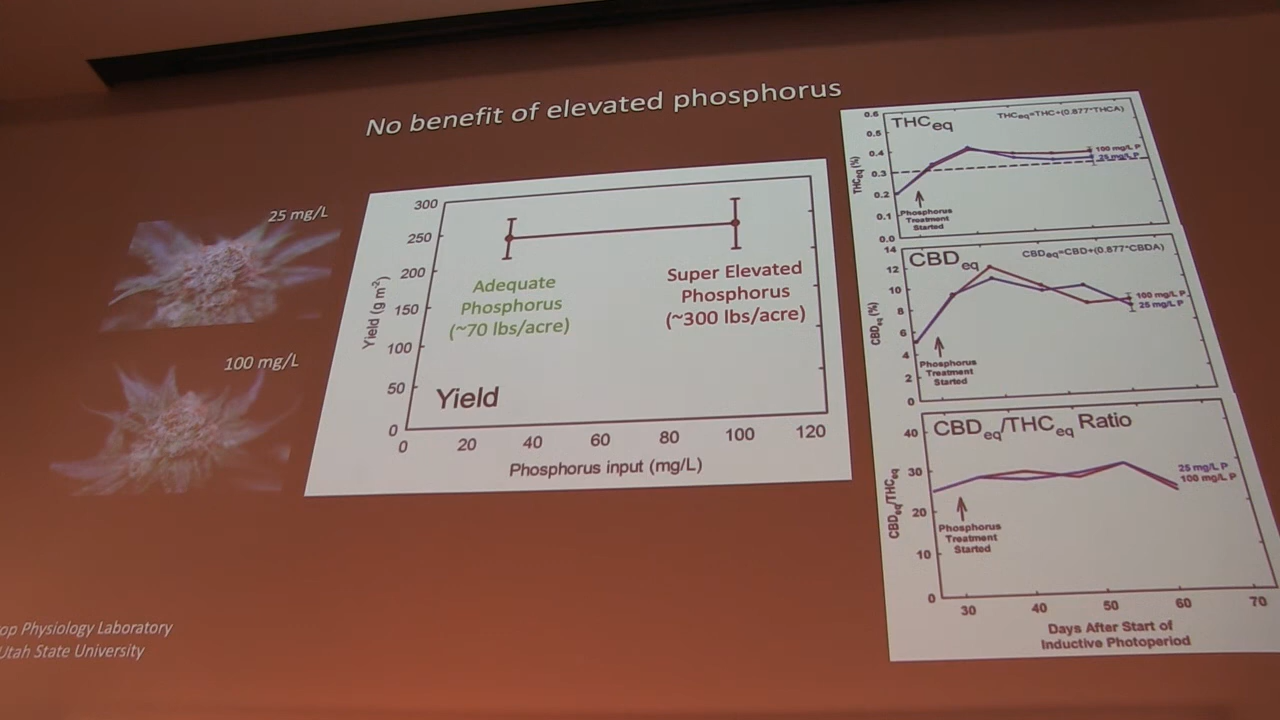 No benefit of elevated phosphorus
25 mg/L
100 mg/L
300
250
200
150
100
50
0
Yield (g m-2)
Adequate
Phosphorus
(~70 lbs/acre)
Super Elevated
Phosphorus
(~300 lbs/acre)
Yield
0 20 40 60 80 100 120
Phosphorus input (mg/L)
THCeq
THCeq=THC+(0.877*THCA)
0.6
0.5
0.4
0.3
0.2
0.1
0.0
THCeq (%)
100 mg/L P
25 mg/L P
Phosphorus
Treatment
Started
CBDeq
CBDeq=CBD+(0.877*CBDA)
14
12
10
8
6
4
2
0
CBDeq (%)
100 mg/L P
25 mg/L P
Phosphorus
Treatment
Started
CBDeq/THCeq Ratio
40
30
20
10
0
CBDeq/THCeq
25 mg/L P
100 mg/L P
Phosphorus
Treatment
Started
30 40 50 60 70
Days After Start of
Inductive Photoperiod
op Physiology Laboratory
Utah State University